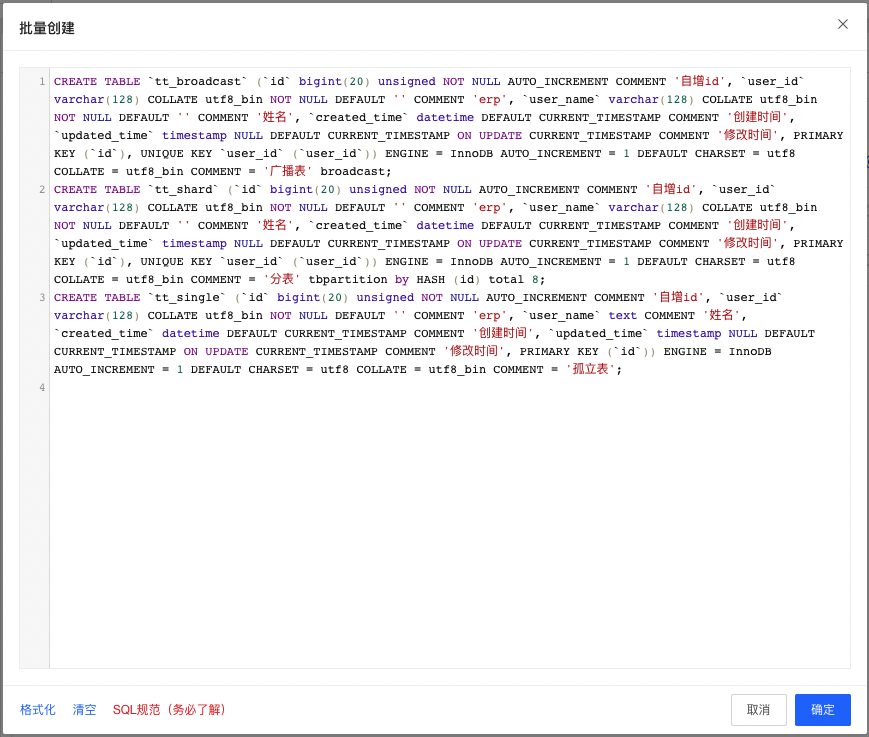 批量创建
1 CREATE TABLE `tt_broadcast` (`id` bigint(20) unsigned NOT NULL AUTO_INCREMENT COMMENT '自增id', `user_id`
varchar(128) COLLATE utf8_bin NOT NULL DEFAULT '' COMMENT 'erp', `user_name` varchar(128) COLLATE utf8_bin
NOT NULL DEFAULT '' COMMENT '姓名', `created_time` datetime DEFAULT CURRENT_TIMESTAMP COMMENT '创建时间',
`updated_time` timestamp NULL DEFAULT CURRENT_TIMESTAMP ON UPDATE CURRENT_TIMESTAMP COMMENT '修改时间', PRIMARY
KEY (`id`), UNIQUE KEY `user_id` (`user_id`)) ENGINE = InnoDB AUTO_INCREMENT = 1 DEFAULT CHARSET = utf8
COLLATE = utf8_bin COMMENT = '广播表' broadcast;
2 CREATE TABLE `tt_shard` (`id` bigint(20) unsigned NOT NULL AUTO_INCREMENT COMMENT '自增id', `user_id`
varchar(128) COLLATE utf8_bin NOT NULL DEFAULT '' COMMENT 'erp', `user_name` varchar(128) COLLATE utf8_bin
NOT NULL DEFAULT '' COMMENT '姓名', `created_time` datetime DEFAULT CURRENT_TIMESTAMP COMMENT '创建时间',
`updated_time` timestamp NULL DEFAULT CURRENT_TIMESTAMP ON UPDATE CURRENT_TIMESTAMP COMMENT '修改时间', PRIMARY
KEY (`id`), UNIQUE KEY `user_id` (`user_id`)) ENGINE = InnoDB AUTO_INCREMENT = 1 DEFAULT CHARSET = utf8
COLLATE = utf8_bin COMMENT = '分表' tbpartition by HASH (id) total 8;
3 CREATE TABLE `tt_single` (`id` bigint(20) unsigned NOT NULL AUTO_INCREMENT COMMENT '自增id', `user_id`
varchar(128) COLLATE utf8_bin NOT NULL DEFAULT '' COMMENT 'erp', `user_name` text COMMENT '姓名',
`created_time` datetime DEFAULT CURRENT_TIMESTAMP COMMENT '创建时间', `updated_time` timestamp NULL DEFAULT
CURRENT_TIMESTAMP ON UPDATE CURRENT_TIMESTAMP COMMENT '修改时间', PRIMARY KEY (`id`)) ENGINE = InnoDB
AUTO_INCREMENT = 1 DEFAULT CHARSET = utf8 COLLATE = utf8_bin COMMENT = '孤立表';
4
格式化 清空 SQL规范（务必了解） 取消 确定